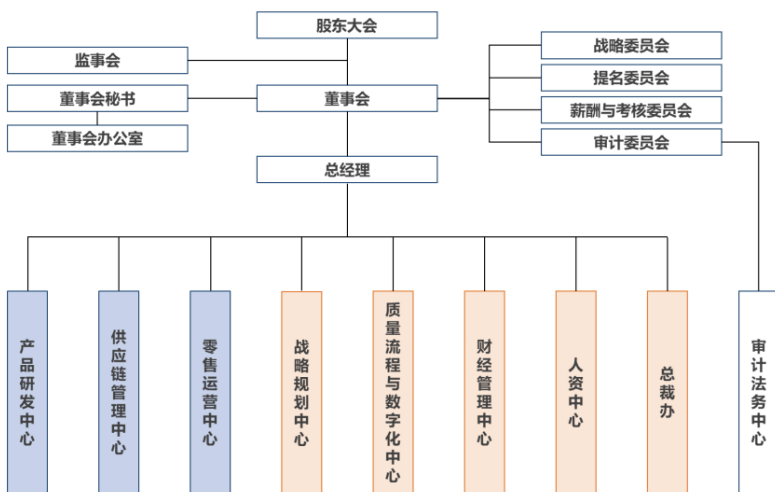 股东大会
监事会
董事会秘书
董事会
董事会办公室
战略委员会
提名委员会
薪酬与考核委员会
审计委员会
总经理
产品研发中心
供应链管理中心
零售运营中心
战略规划中心
质量流程与数字化中心
财经管理中心
人资中心
总裁办
审计法务中心